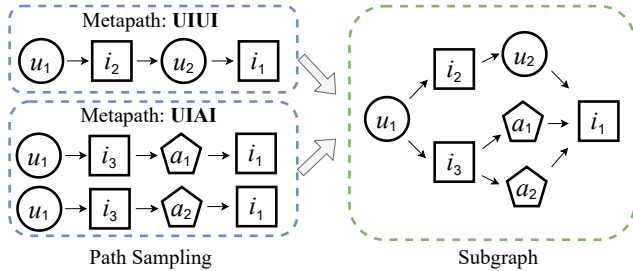 Metapath: UIUI
u1 i2 u2 i1
Metapath: UIAI
u1 i3 a1 i1
u1 i3 a2 i1
Path Sampling
u2
i2
u1 a1 i1
i3
a2
Subgraph